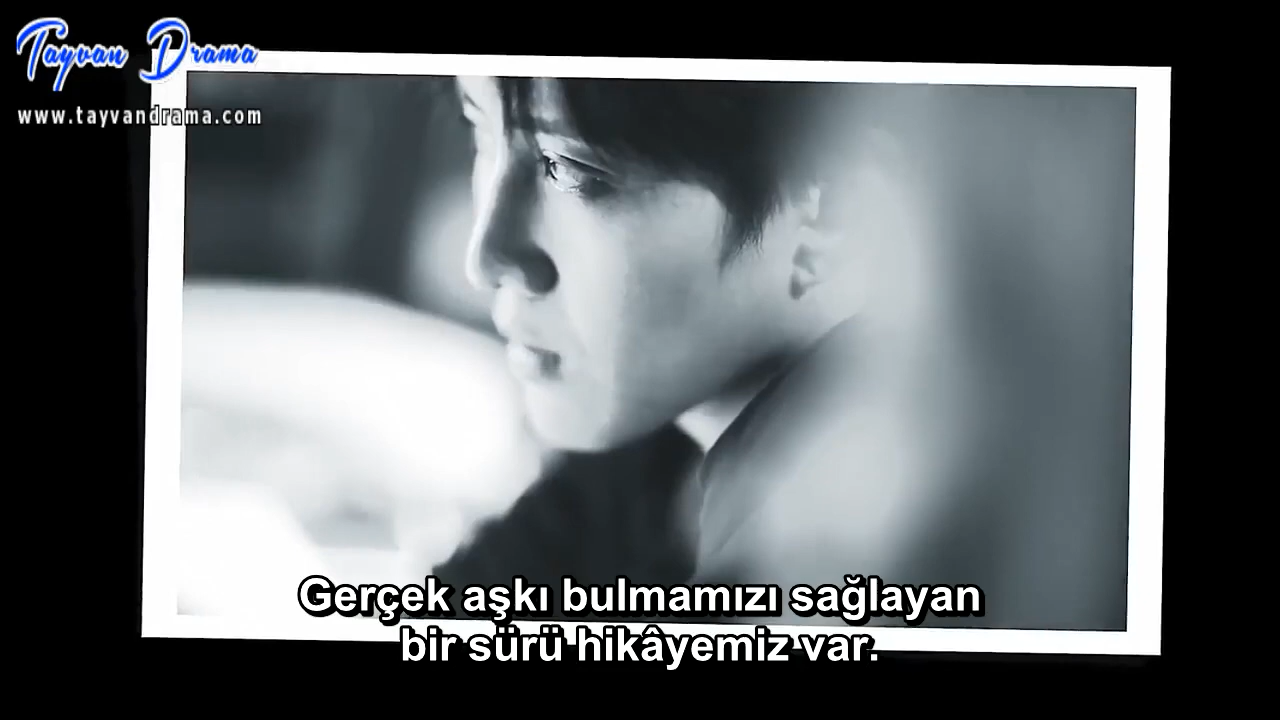 Tayvan Drama
www.tayvandrama.com
Gerçek aşkı bulmamızı sağlayan
bir sürü hikâyemiz var.